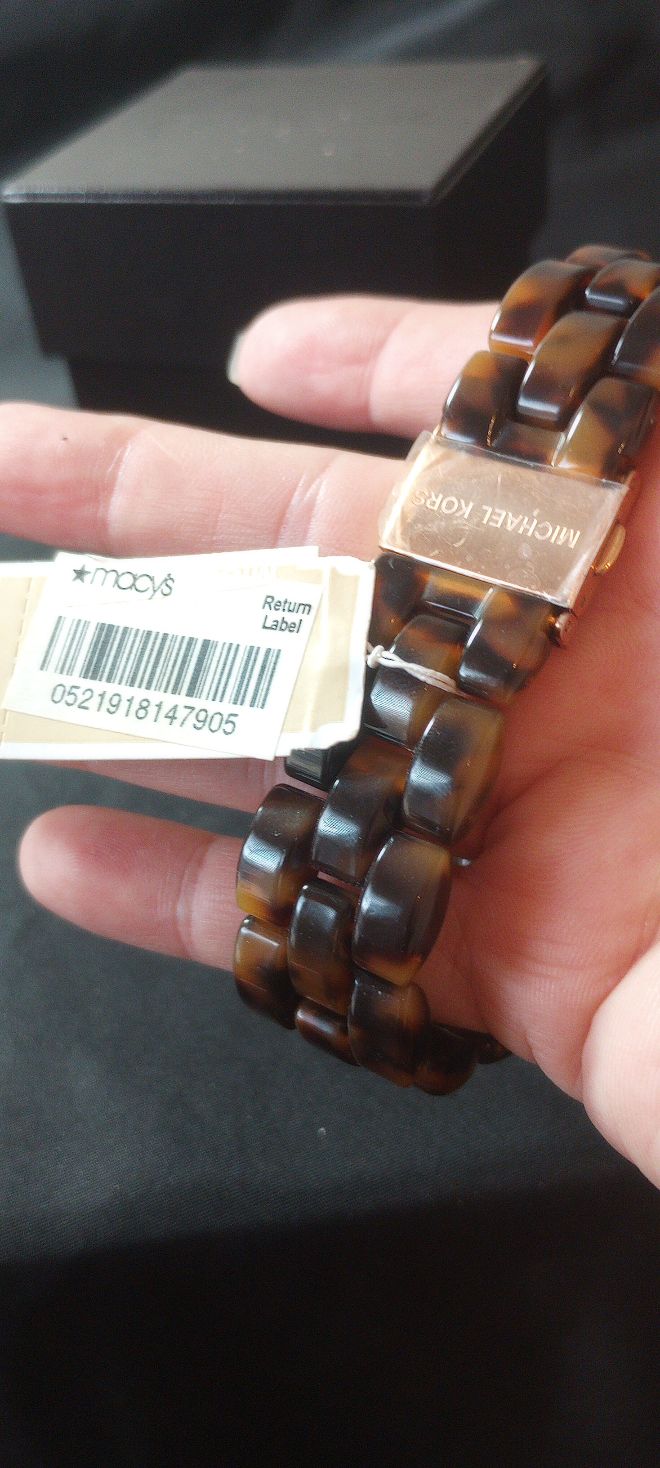 ★macy's
Return
Label
0521918147905
MICHAEL KORS